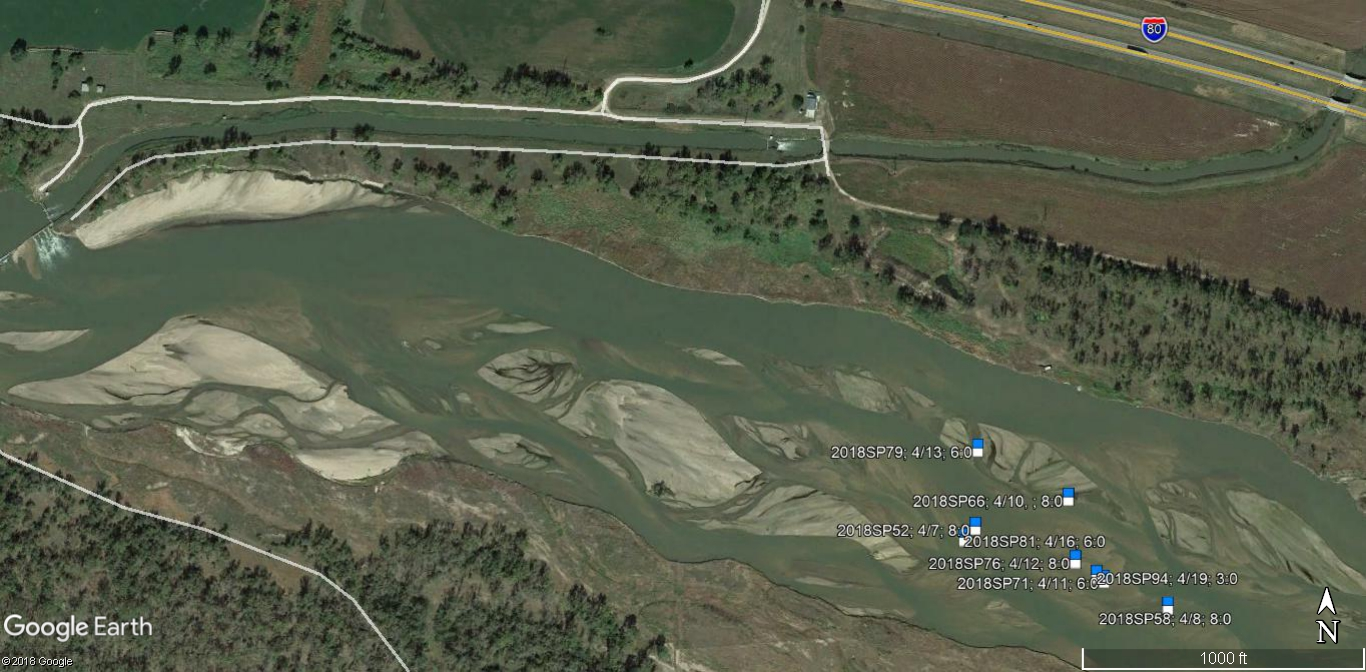 80
2018SP79; 4/13; 6:0
2018SP66; 4/10, ; 8:0
2018SP52; 4/7; 8:0
2018SP81; 4/16; 6:0
2018SP76; 4/12; 8:0
2018SP71; 4/11; 6:0
2018SP94; 4/19; 3:0
2018SP58; 4/8; 8:0
Google Earth
N
© 2018 Google
1000 ft